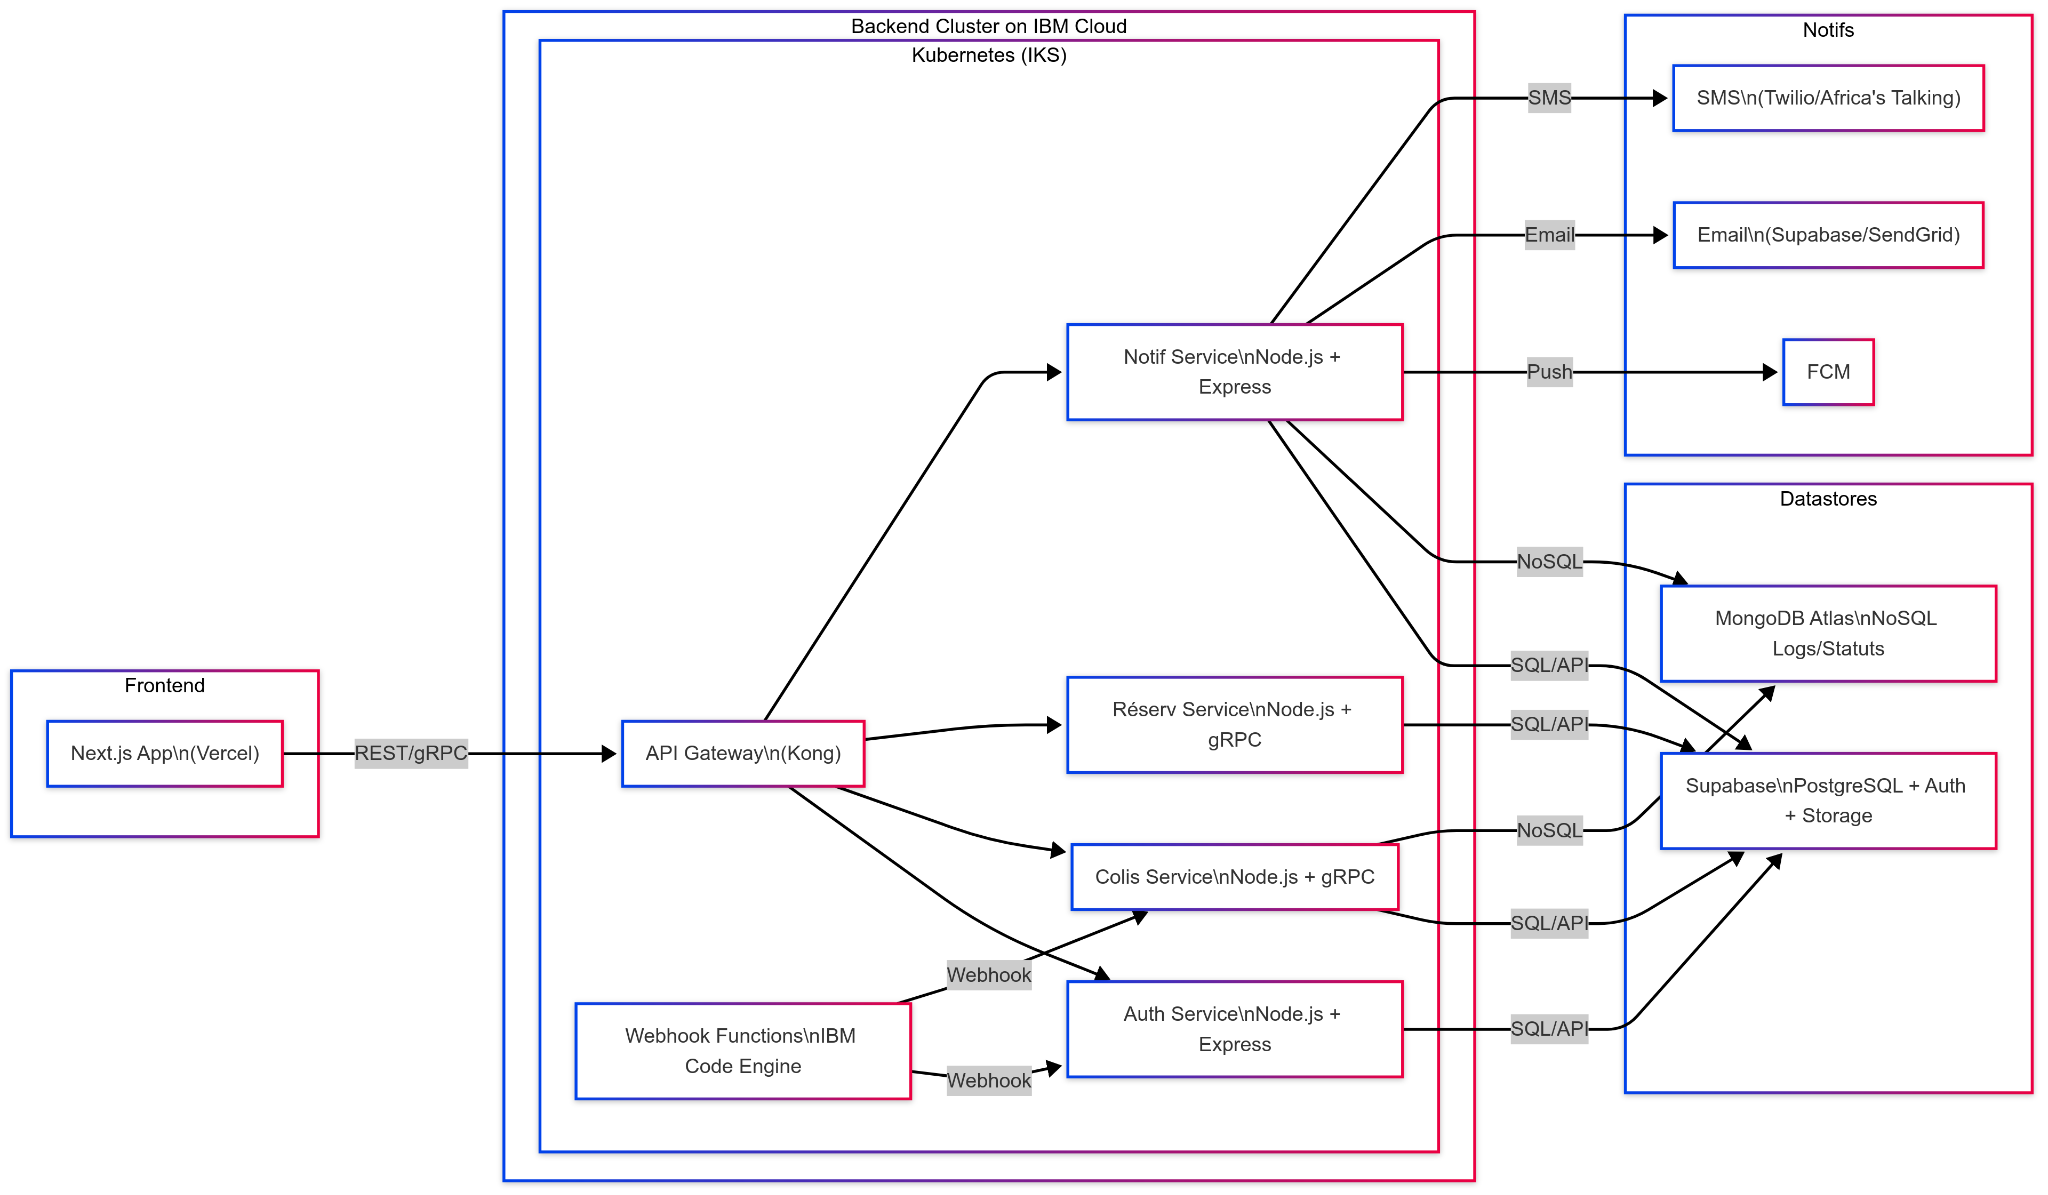 Backend Cluster on IBM Cloud
Kubernetes (IKS)
Notifs
SMS
SMS\n(Twilio/Africa's Talking)
Email
Email\n(Supabase/SendGrid)
Notif Service\nNode.js +
Express
Push
FCM
Datastores
NoSQL
MongoDB Atlas\nNoSQL
Logs/Statuts
SQL/API
Frontend
Next.js App\n(Vercel)
REST/gRPC
API Gateway\n(Kong)
Réserv Service\nNode.js +
gRPC
SQL/API
Supabase\nPostgreSQL + Auth
+ Storage
NoSQL
Colis Service\nNode.js + gRPC
SQL/API
Webhook
Webhook Functions\nIBM
Code Engine
Webhook
Auth Service\nNode.js +
Express
SQL/API